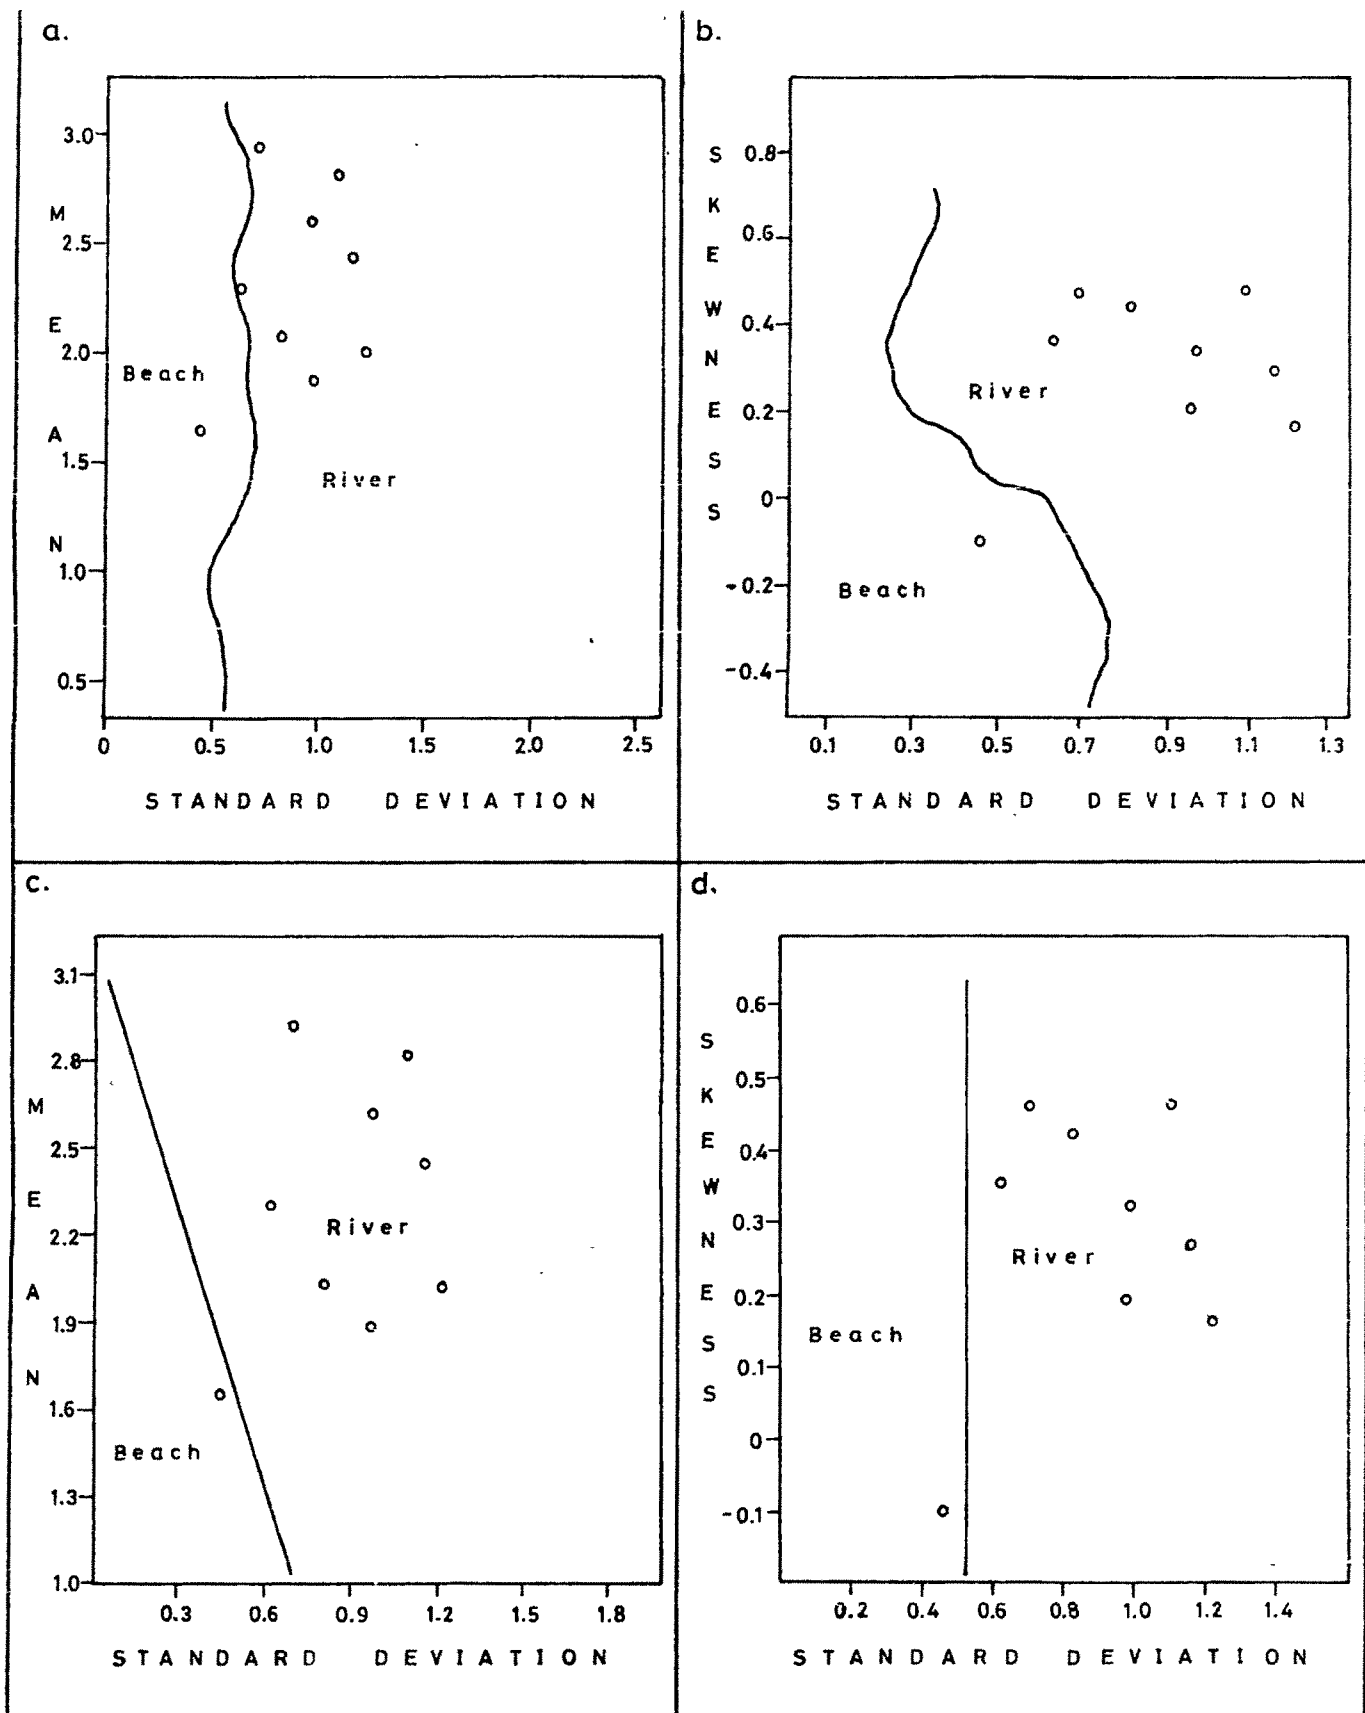 a.
MEAN
3.0
2.5
2.0
1.5
1.0
0.5
Beach
River
0 0.5 1.0 1.5 2.0 2.5
STANDARD DEVIATION
b.
SKEWNESS
0.8
0.6
0.4
0.2
0
-0.2
-0.4
River
Beach
0.1 0.3 0.5 0.7 0.9 1.1 1.3
STANDARD DEVIATION
c.
MEAN
3.1
2.8
2.5
2.2
1.9
1.6
1.3
1.0
River
Beach
0.3 0.6 0.9 1.2 1.5 1.8
STANDARD DEVIATION
d.
SKEWNESS
0.6
0.5
0.4
0.3
0.2
0.1
0
-0.1
River
Beach
0.2 0.4 0.6 0.8 1.0 1.2 1.4
STANDARD DEVIATION